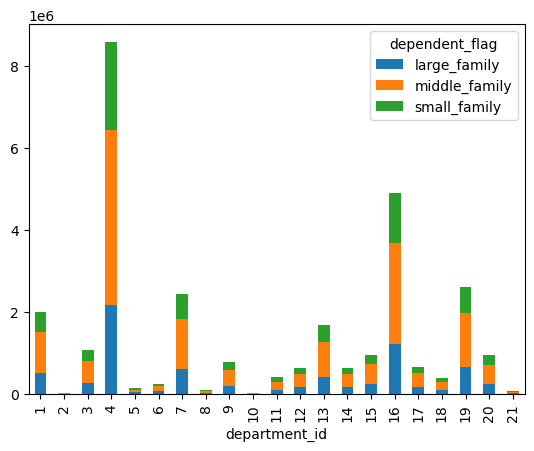 1e6
8
6
4
2
0
dependent_flag
large_family
middle_family
small_family
1 2 3 4 5 6 7 8 9 10 11 12 13 14 15 16 17 18 19 20 21
department_id